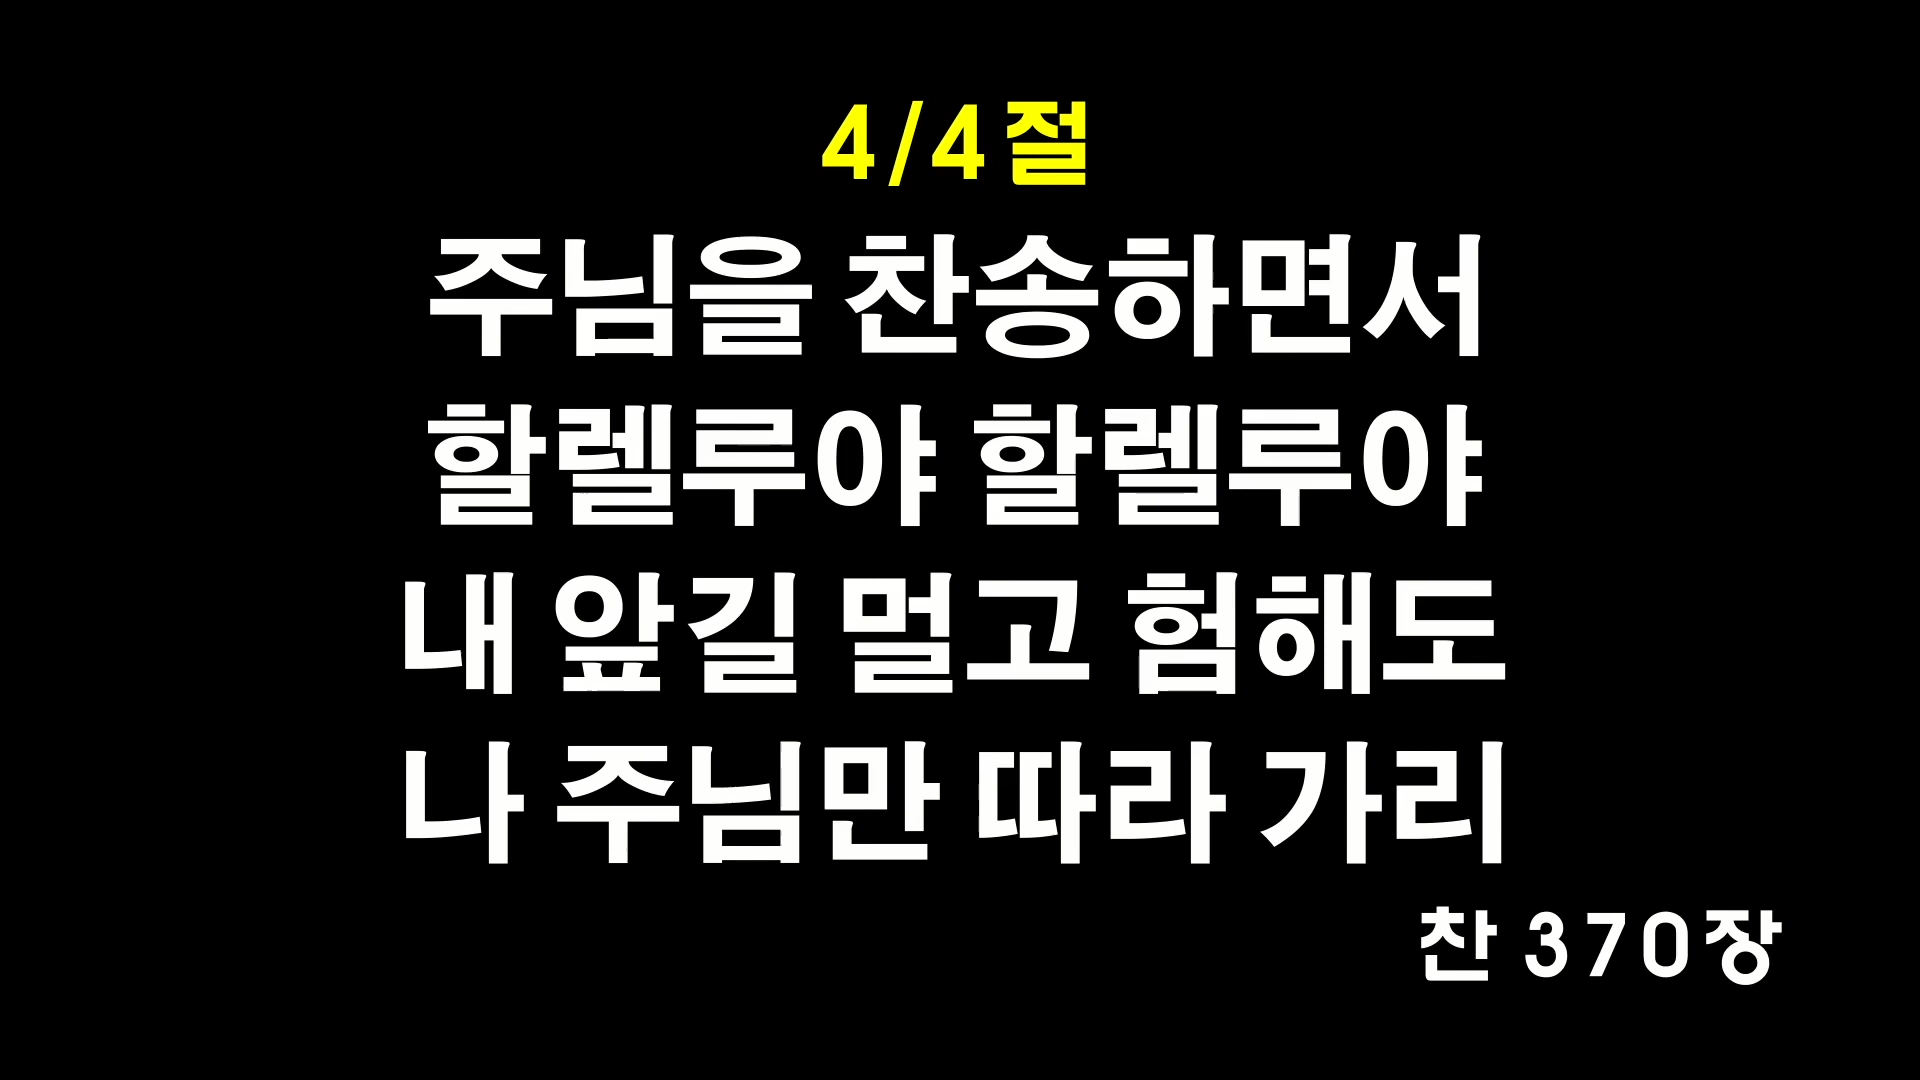 4/4절
주님을 찬송하면서
할렐루야 할렐루야
내 앞길 멀고 험해도
나 주님만 따라 가리
찬 370장